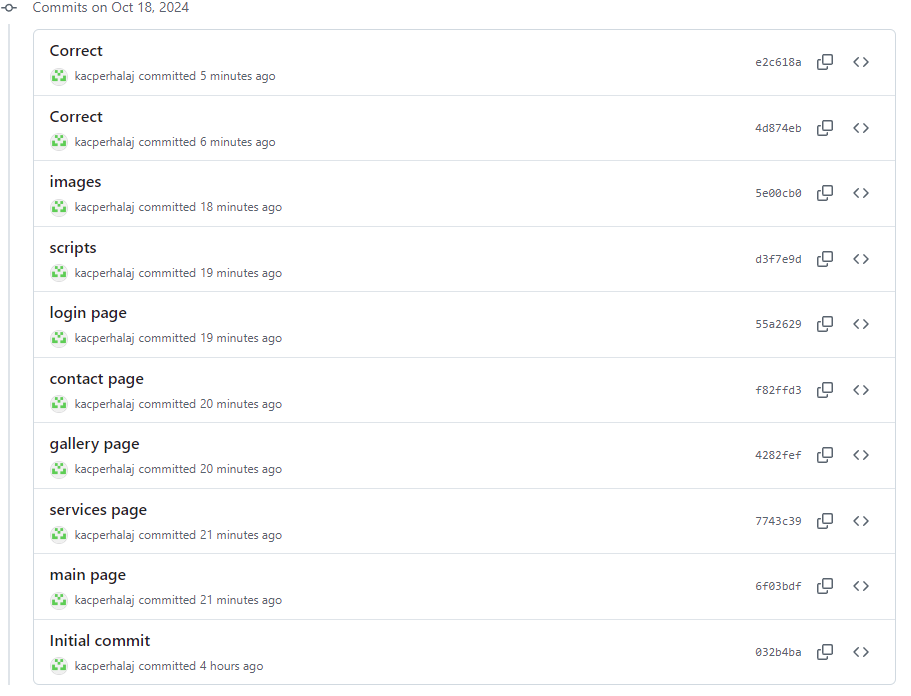 Commits on Oct 18, 2024
Correct
kacperhalaj committed 5 minutes ago
e2c618a
Correct
kacperhalaj committed 6 minutes ago
4d874eb
images
kacperhalaj committed 18 minutes ago
5e00cb0
scripts
kacperhalaj committed 19 minutes ago
d3f7e9d
login page
kacperhalaj committed 19 minutes ago
55a2629
contact page
kacperhalaj committed 20 minutes ago
f82ffd3
gallery page
kacperhalaj committed 20 minutes ago
4282fef
services page
kacperhalaj committed 21 minutes ago
7743c39
main page
kacperhalaj committed 21 minutes ago
6f03bdf
Initial commit
kacperhalaj committed 4 hours ago
032b4ba